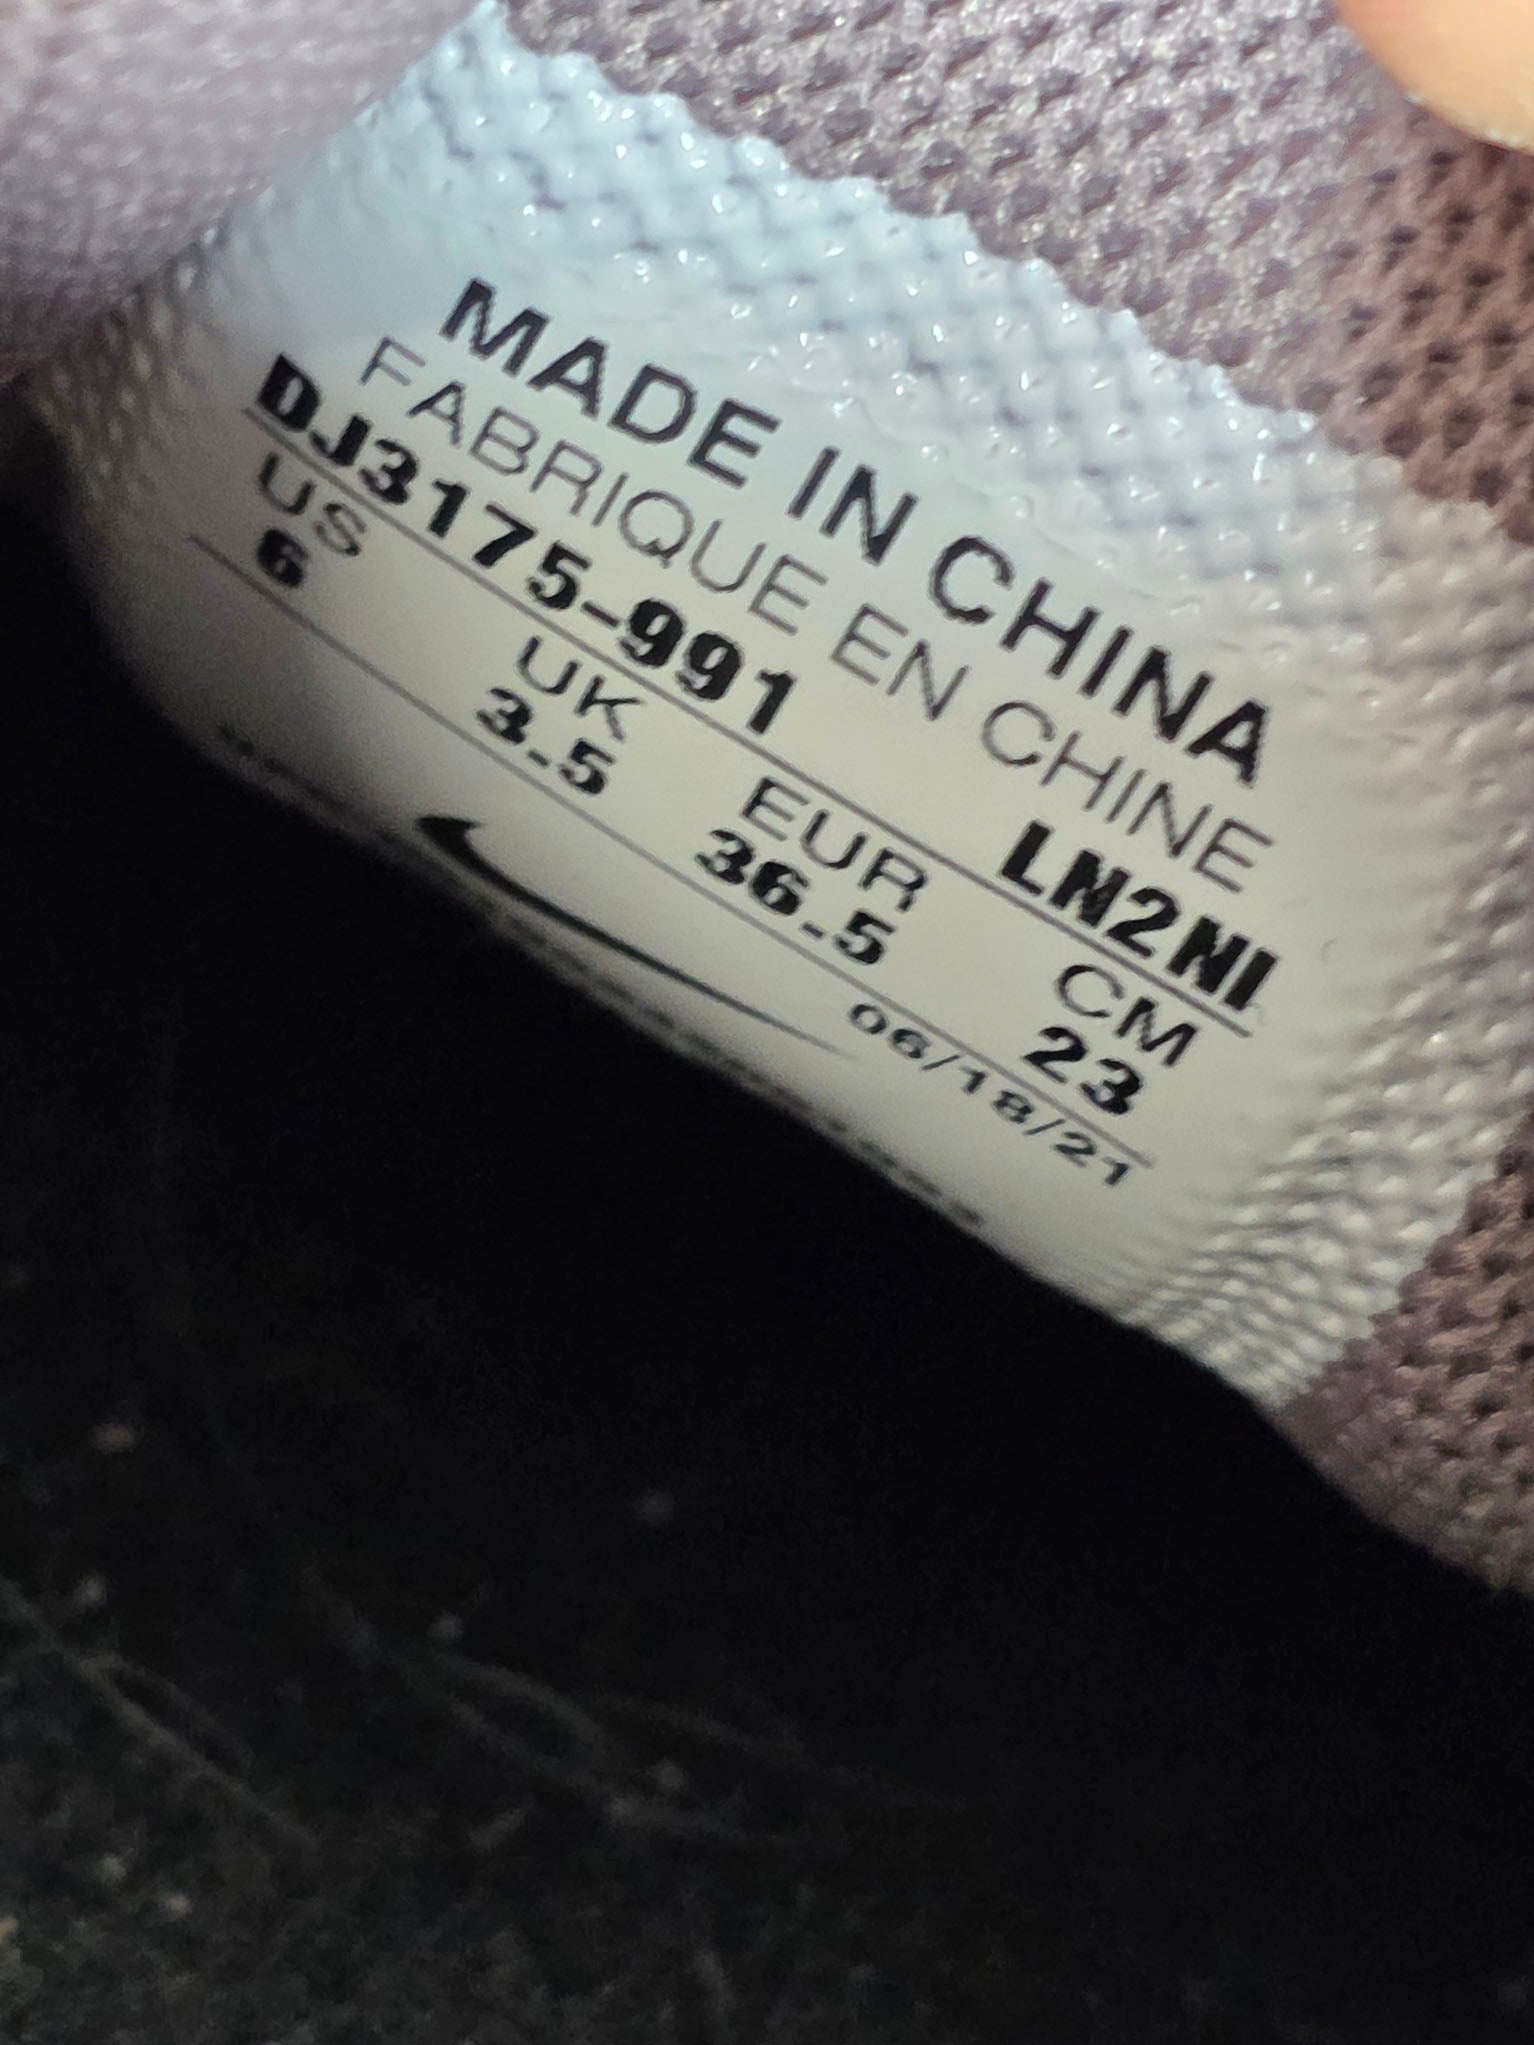 MADE IN CHINA
FABRIQUE EN CHINE
DJ3175-991 LN2NI
US UK EUR CM
6 3.5 36.5 23
06/18/21